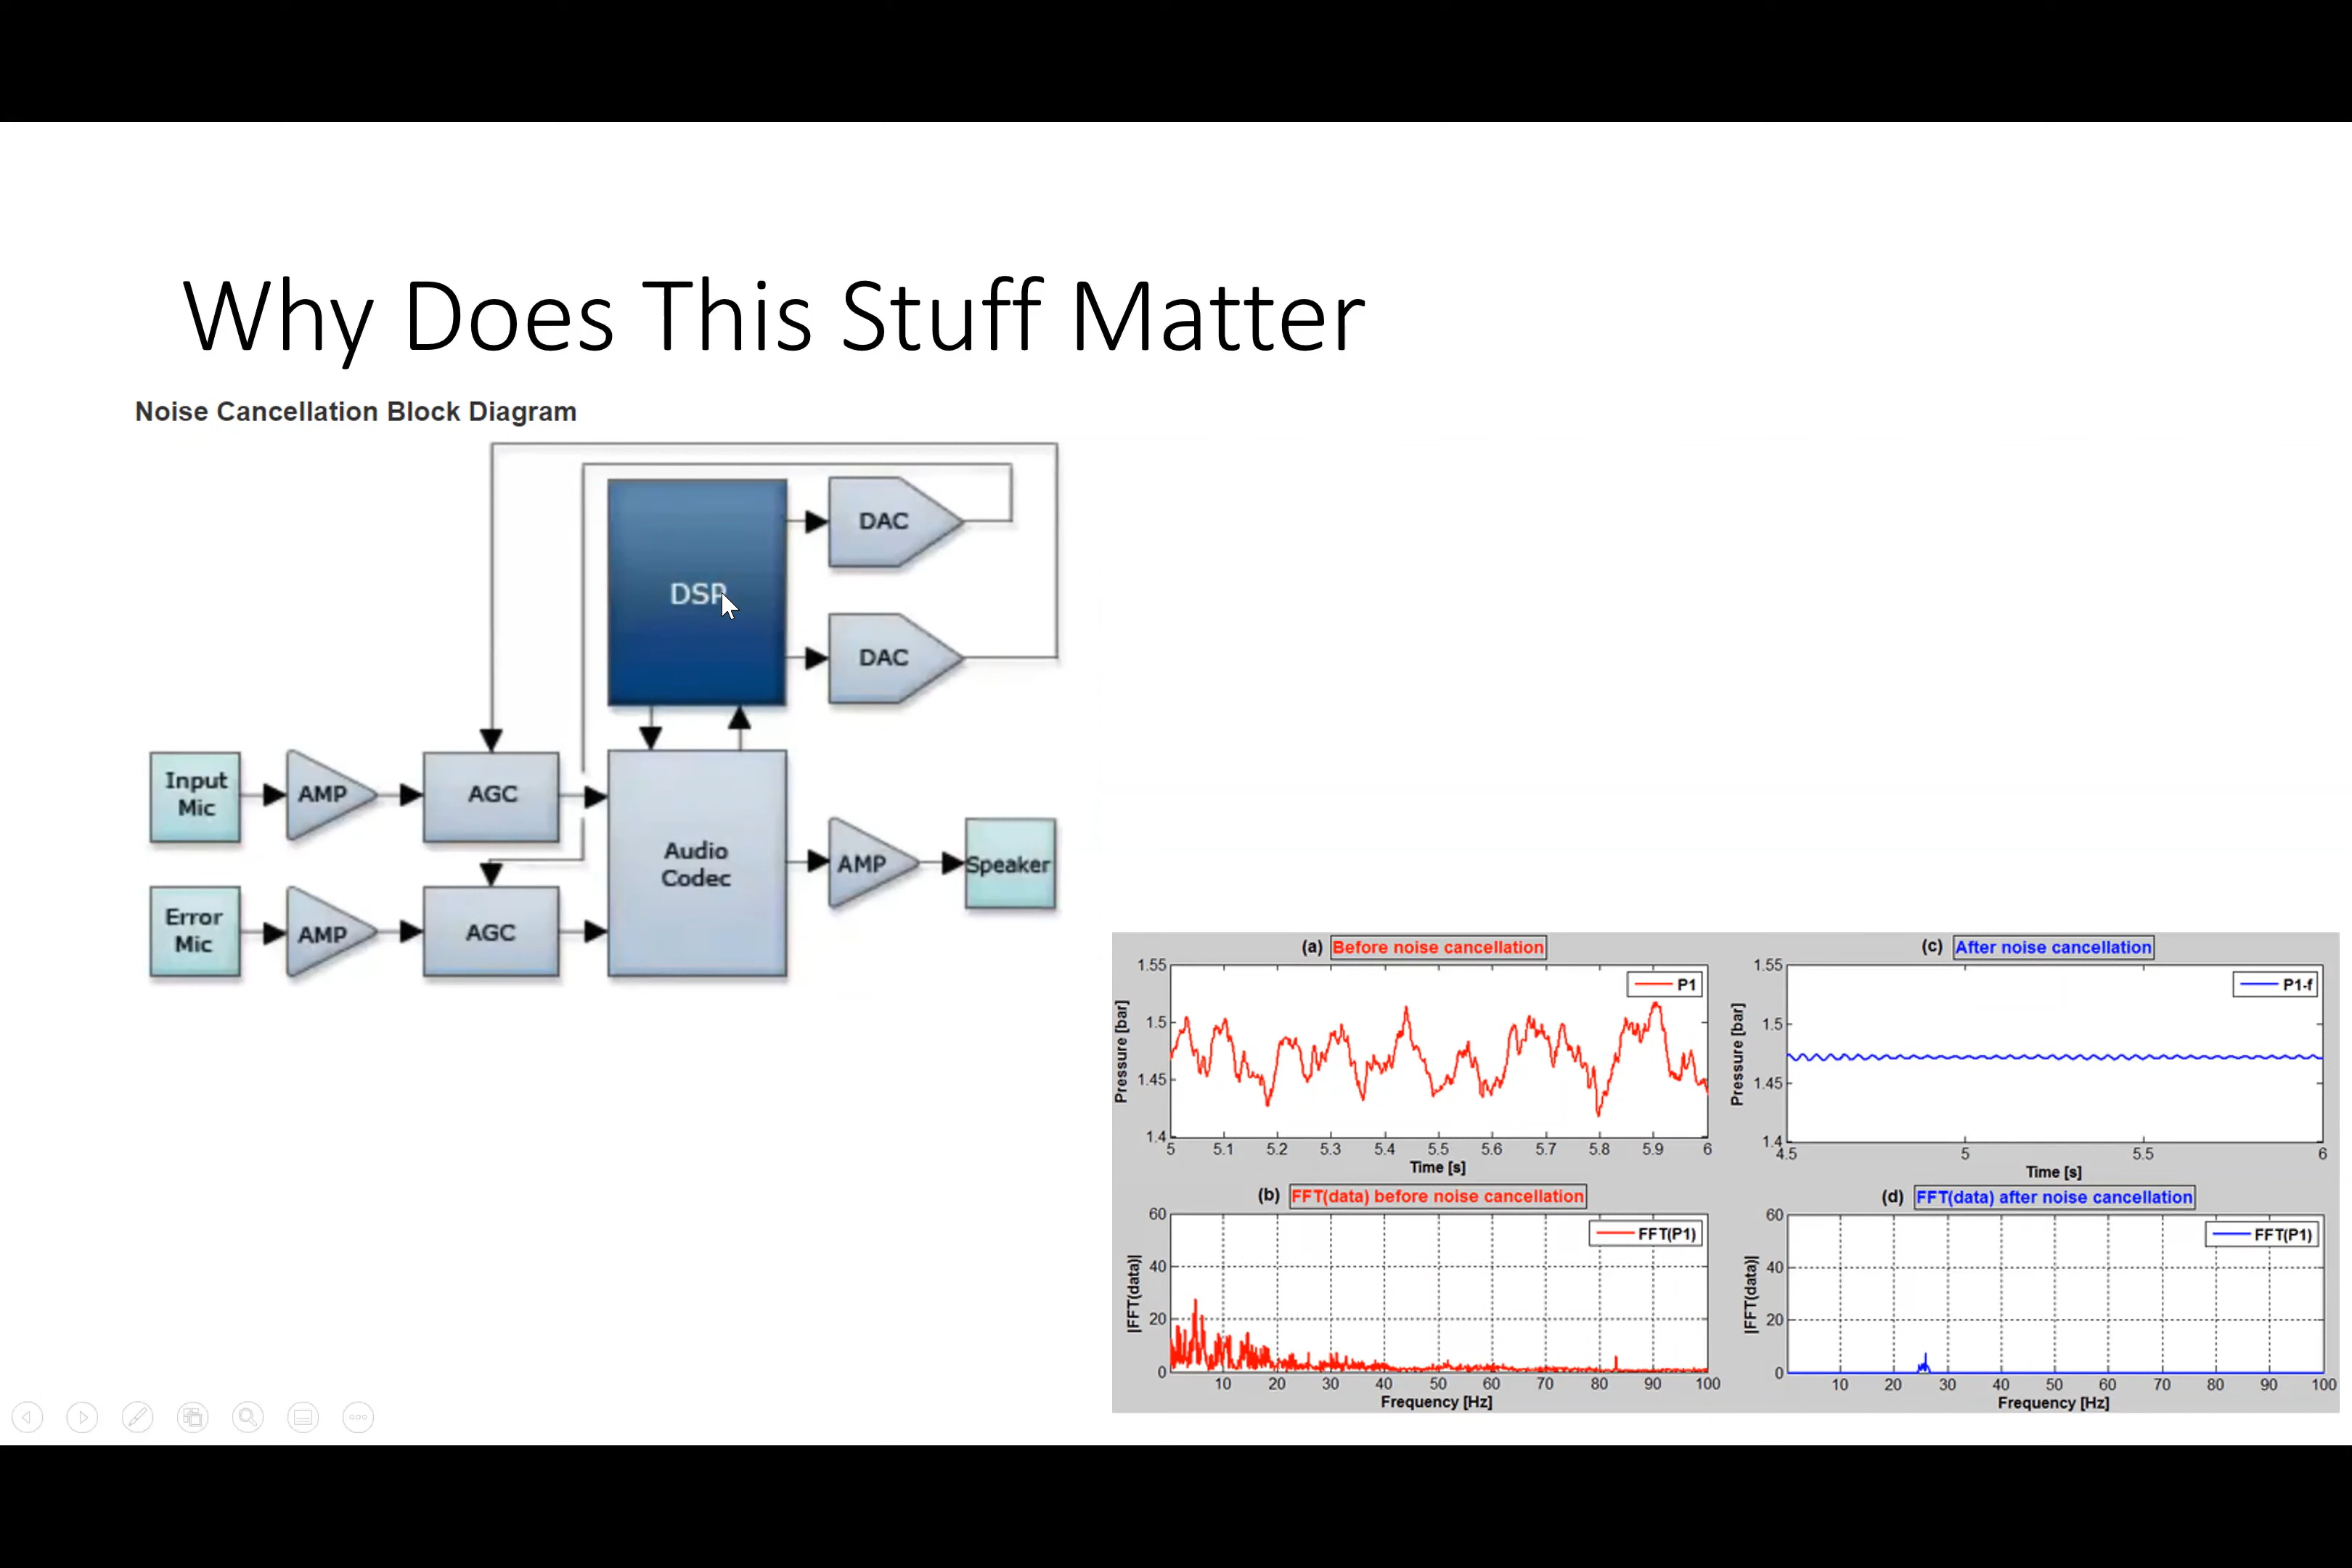 Why Does This Stuff Matter
Noise Cancellation Block Diagram
DSP
DAC
DAC
Input
Mic
AMP
AGC
Audio
Codec
AMP
Speaker
Error
Mic
AMP
AGC
(a) Before noise cancellation
P1
Pressure [bar]
1.55
1.5
1.45
1.4
5 5.1 5.2 5.3 5.4 5.5 5.6 5.7 5.8 5.9 6
Time [s]
(c) After noise cancellation
P1-f
Pressure [bar]
1.55
1.5
1.45
1.4
4.5 5 5.5 6
Time [s]
(b) FFT(data) before noise cancellation
FFT(P1)
|FFT(data)|
60
40
20
0
10 20 30 40 50 60 70 80 90 100
Frequency [Hz]
(d) FFT(data) after noise cancellation
FFT(P1)
|FFT(data)|
60
40
20
0
10 20 30 40 50 60 70 80 90 100
Frequency [Hz]